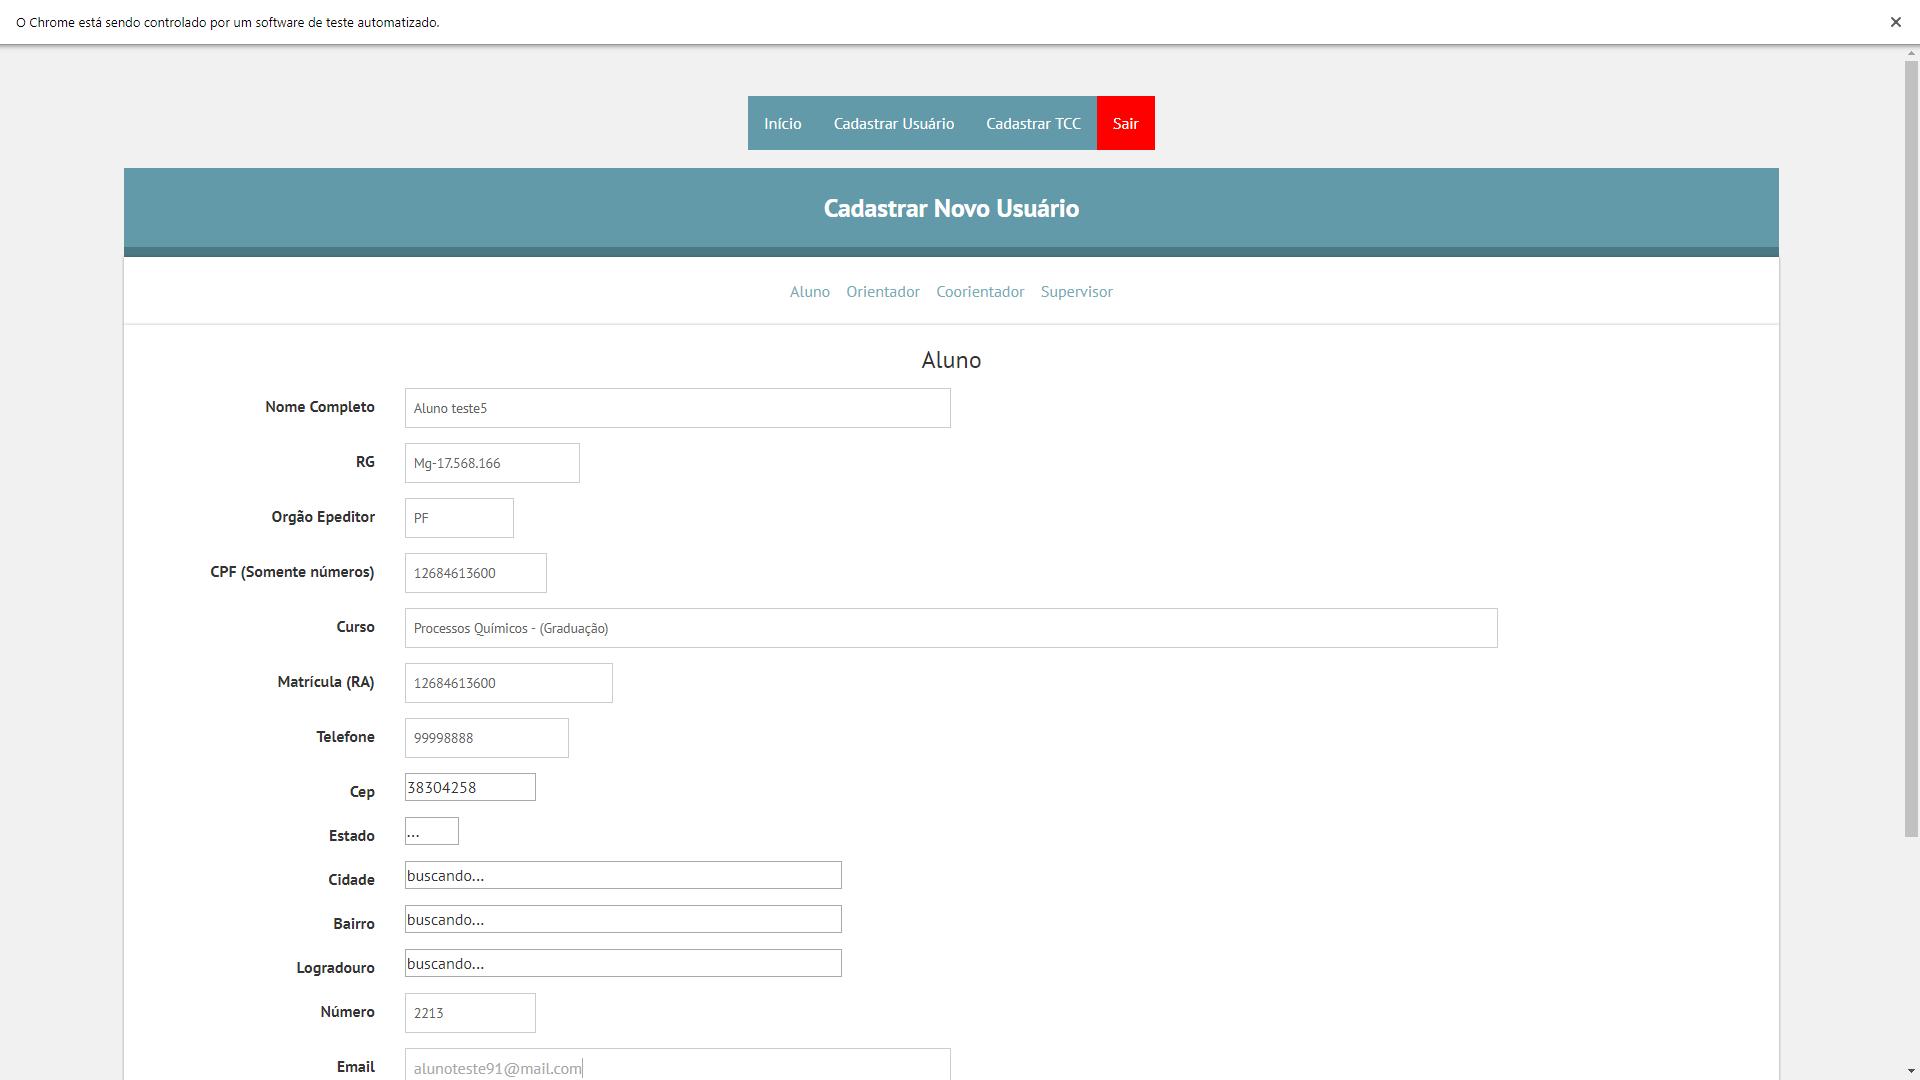 O Chrome está sendo controlado por um software de teste automatizado.
Início Cadastrar Usuário Cadastrar TCC Sair
Cadastrar Novo Usuário
Aluno Orientador Coorientador Supervisor
Aluno
Nome Completo Aluno teste5
RG Mg-17.568.166
Orgão Epeditor PF
CPF (Somente números) 12684613600
Curso Processos Químicos - (Graduação)
Matrícula (RA) 12684613600
Telefone 99998888
Cep 38304258
Estado ...
Cidade buscando...
Bairro buscando...
Logradouro buscando...
Número 2213
Email alunoteste91@mail.com